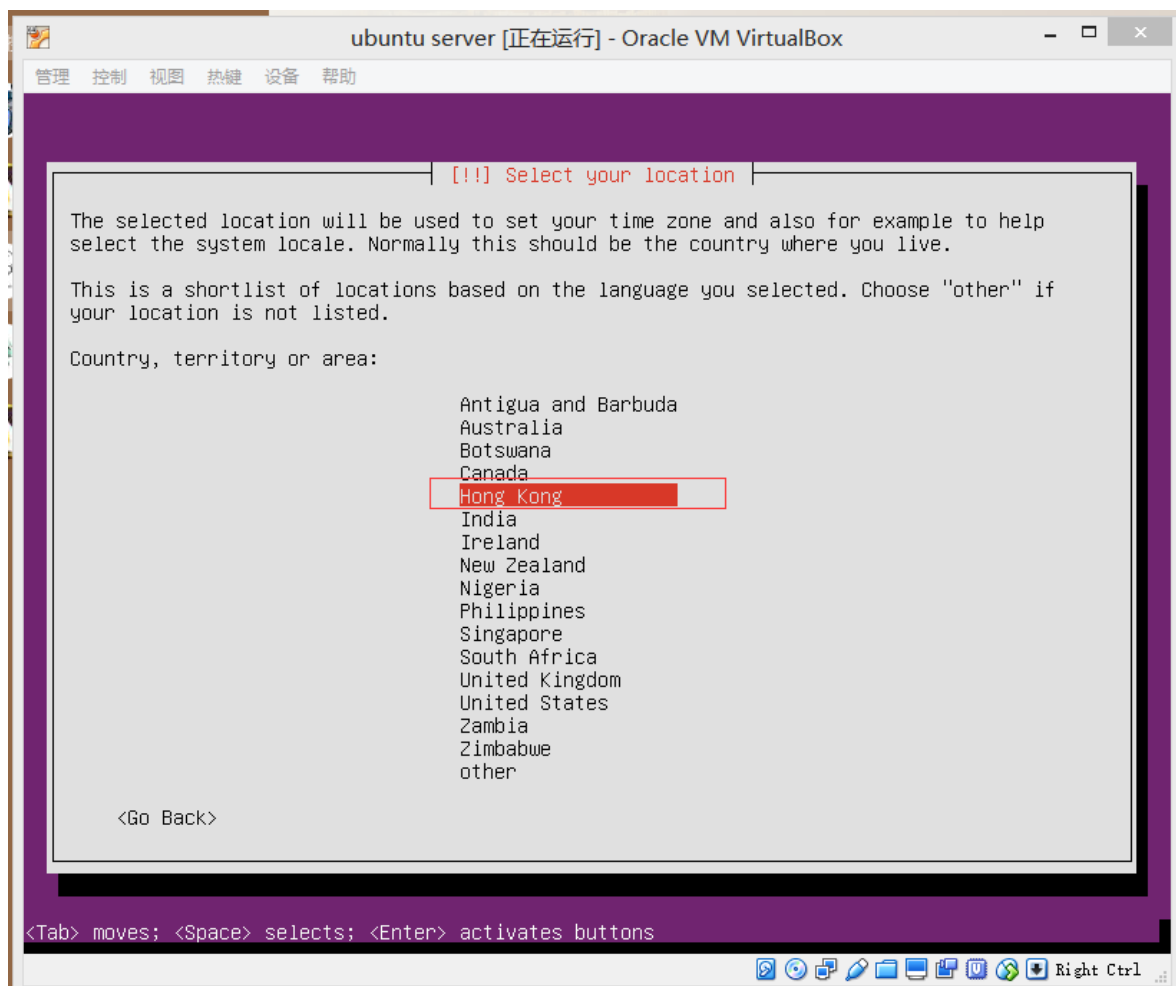 ubuntu server [正在运行] - Oracle VM VirtualBox
管理 控制 视图 热键 设备 帮助
[!!] Select your location
The selected location will be used to set your time zone and also for example to help
select the system locale. Normally this should be the country where you live.
This is a shortlist of locations based on the language you selected. Choose "other" if
your location is not listed.
Country, territory or area:
Antigua and Barbuda
Australia
Botswana
Canada
Hong Kong
India
Ireland
New Zealand
Nigeria
Philippines
Singapore
South Africa
United Kingdom
United States
Zambia
Zimbabwe
other
<Go Back>
<Tab> moves; <Space> selects; <Enter> activates buttons
Right Ctrl